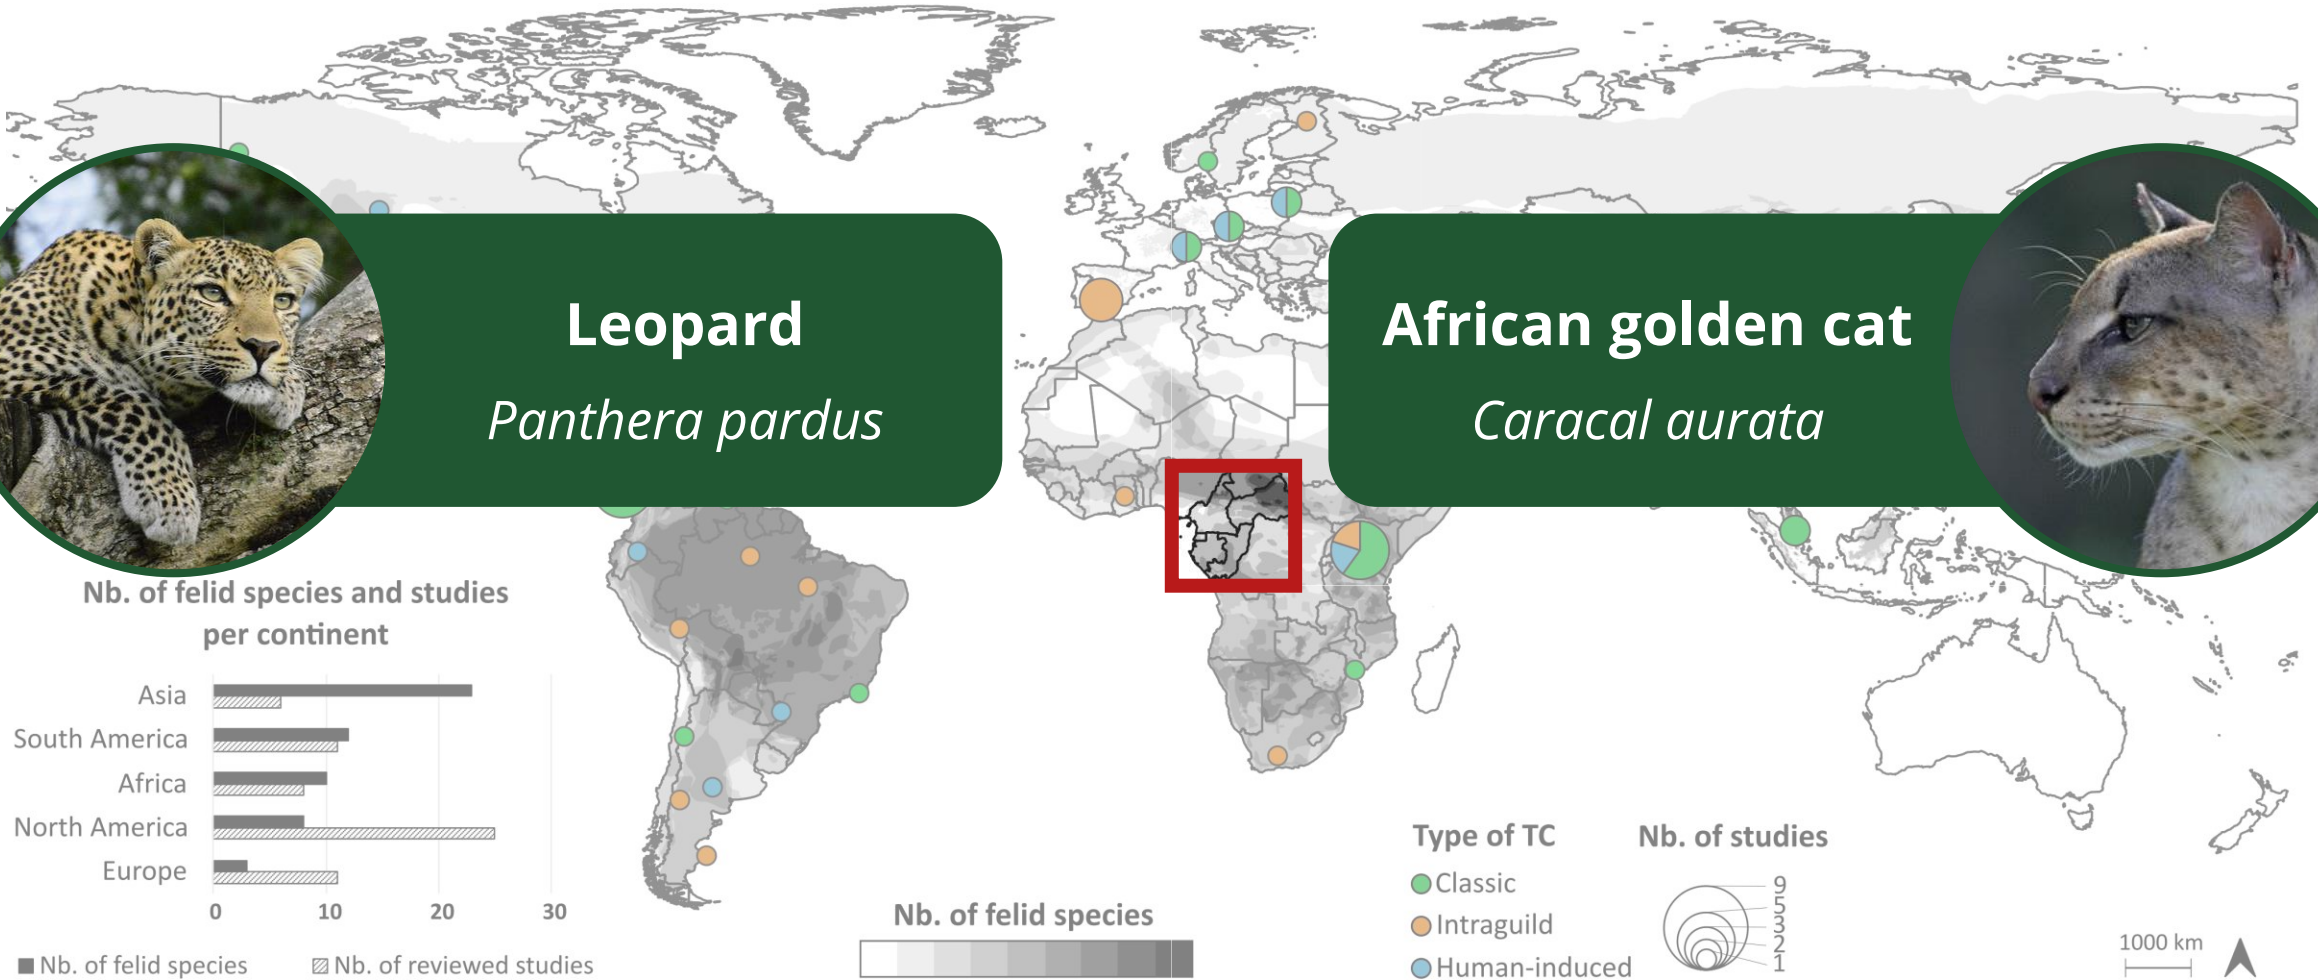 Leopard
Panthera pardus
African golden cat
Caracal aurata
Nb. of felid species and studies
per continent
Asia
South America
Africa
North America
Europe
0 10 20 30
Nb. of felid species
Nb. of reviewed studies
Nb. of felid species
Type of TC
Classic
Intraguild
Human-induced
Nb. of studies
9
5
3
2
1
1000 km